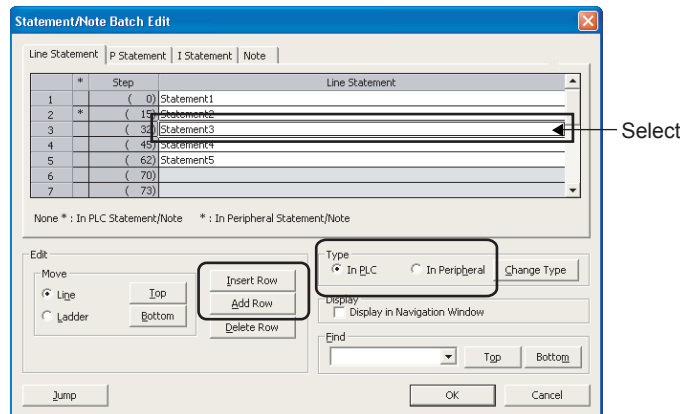 Statement/Note Batch Edit
Line Statement P Statement I Statement Note
* Step Line Statement
1 ( 0) Statement1
2 * ( 15) Statement2
3 ( 32) Statement3
4 ( 45) Statement4
5 ( 62) Statement5
6 ( 70)
7 ( 73)
Select
None * : In PLC Statement/Note * : In Peripheral Statement/Note
Edit
Move
Line Top
Ladder Bottom
Insert Row
Add Row
Delete Row
Type
In PLC In Peripheral Change Type
Display
Display in Navigation Window
Find
Top Bottom
Jump OK Cancel